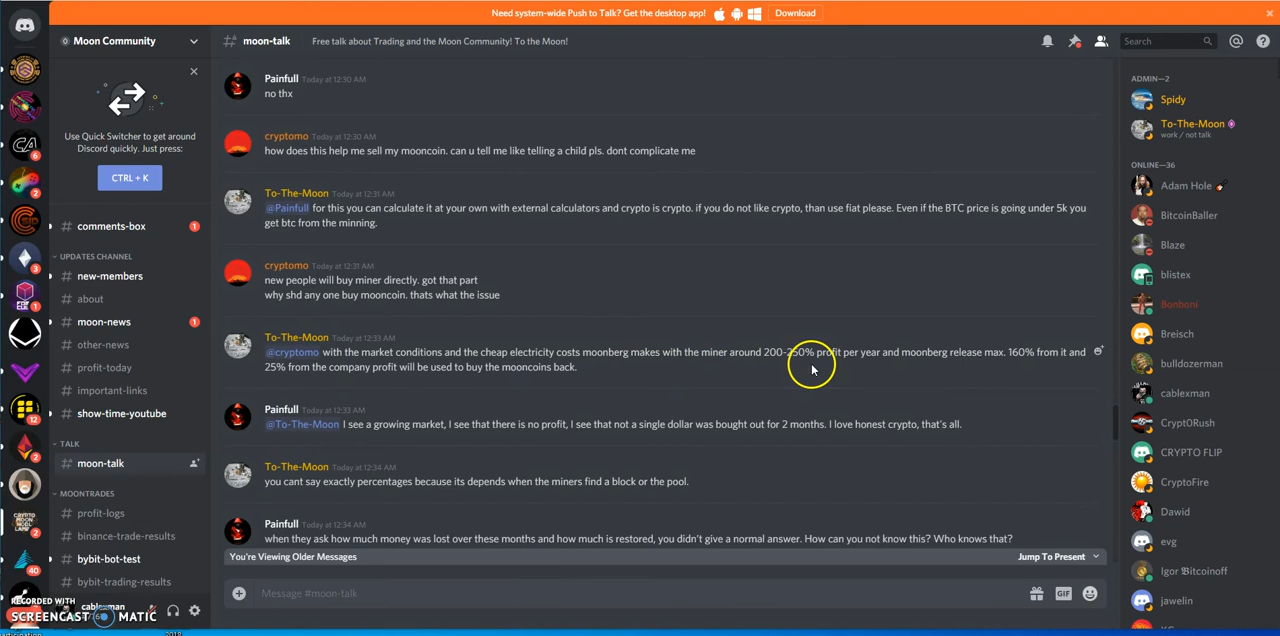 Need system-wide Push to Talk? Get the desktop app! Download
Moon Community
moon-talk Free talk about Trading and the Moon Community! To the Moon! Search
Use Quick Switcher to get around
Discord quickly. Just press:
CTRL + K
comments-box 1
UPDATES CHANNEL
new-members
about
moon-news 1
other-news
profit-today
important-links
show-time-youtube
TALK
moon-talk
MOONTRADES
profit-logs
binance-trade-results
bybit-bot-test
bybit-trading-results
cablexman
RECORDED WITH
SCREENCAST MATIC
2018
CA
6
2
3
1
12
2
CRYPTO
MOON
2
40
Painfull Today at 12:30 AM
no thx
cryptomo Today at 12:30 AM
how does this help me sell my mooncoin. can u tell me like telling a child pls. dont complicate me
To-The-Moon Today at 12:31 AM
@Painfull for this you can calculate it at your own with external calculators and crypto is crypto. if you do not like crypto, than use fiat please. Even if the BTC price is going under 5k you
get btc from the minning.
cryptomo Today at 12:31 AM
new people will buy miner directly. got that part
why shd any one buy mooncoin. thats what the issue
To-The-Moon Today at 12:33 AM
@cryptomo with the market conditions and the cheap electricity costs moonberg makes with the miner around 200-250% profit per year and moonberg release max. 160% from it and
25% from the company profit will be used to buy the mooncoins back.
Painfull Today at 12:33 AM
@To-The-Moon I see a growing market, I see that there is no profit, I see that not a single dollar was bought out for 2 months. I love honest crypto, that's all.
To-The-Moon Today at 12:34 AM
you cant say exactly percentages because its depends when the miners find a block or the pool.
Painfull Today at 12:34 AM
when they ask how much money was lost over these months and how much is restored, you didn't give a normal answer. How can you not know this? Who knows that?
You're Viewing Older Messages Jump To Present
Message #moon-talk GIF
ADMIN—2
Spidy
To-The-Moon
work / not talk
ONLINE—36
Adam Hole
BitcoinBaller
Blaze
blistex
Bonboni
Breisch
bulldozerman
cablexman
CryptORush
CRYPTO FLIP
CryptoFire
Dawid
evg
Igor Bitcoinoff
jawelin